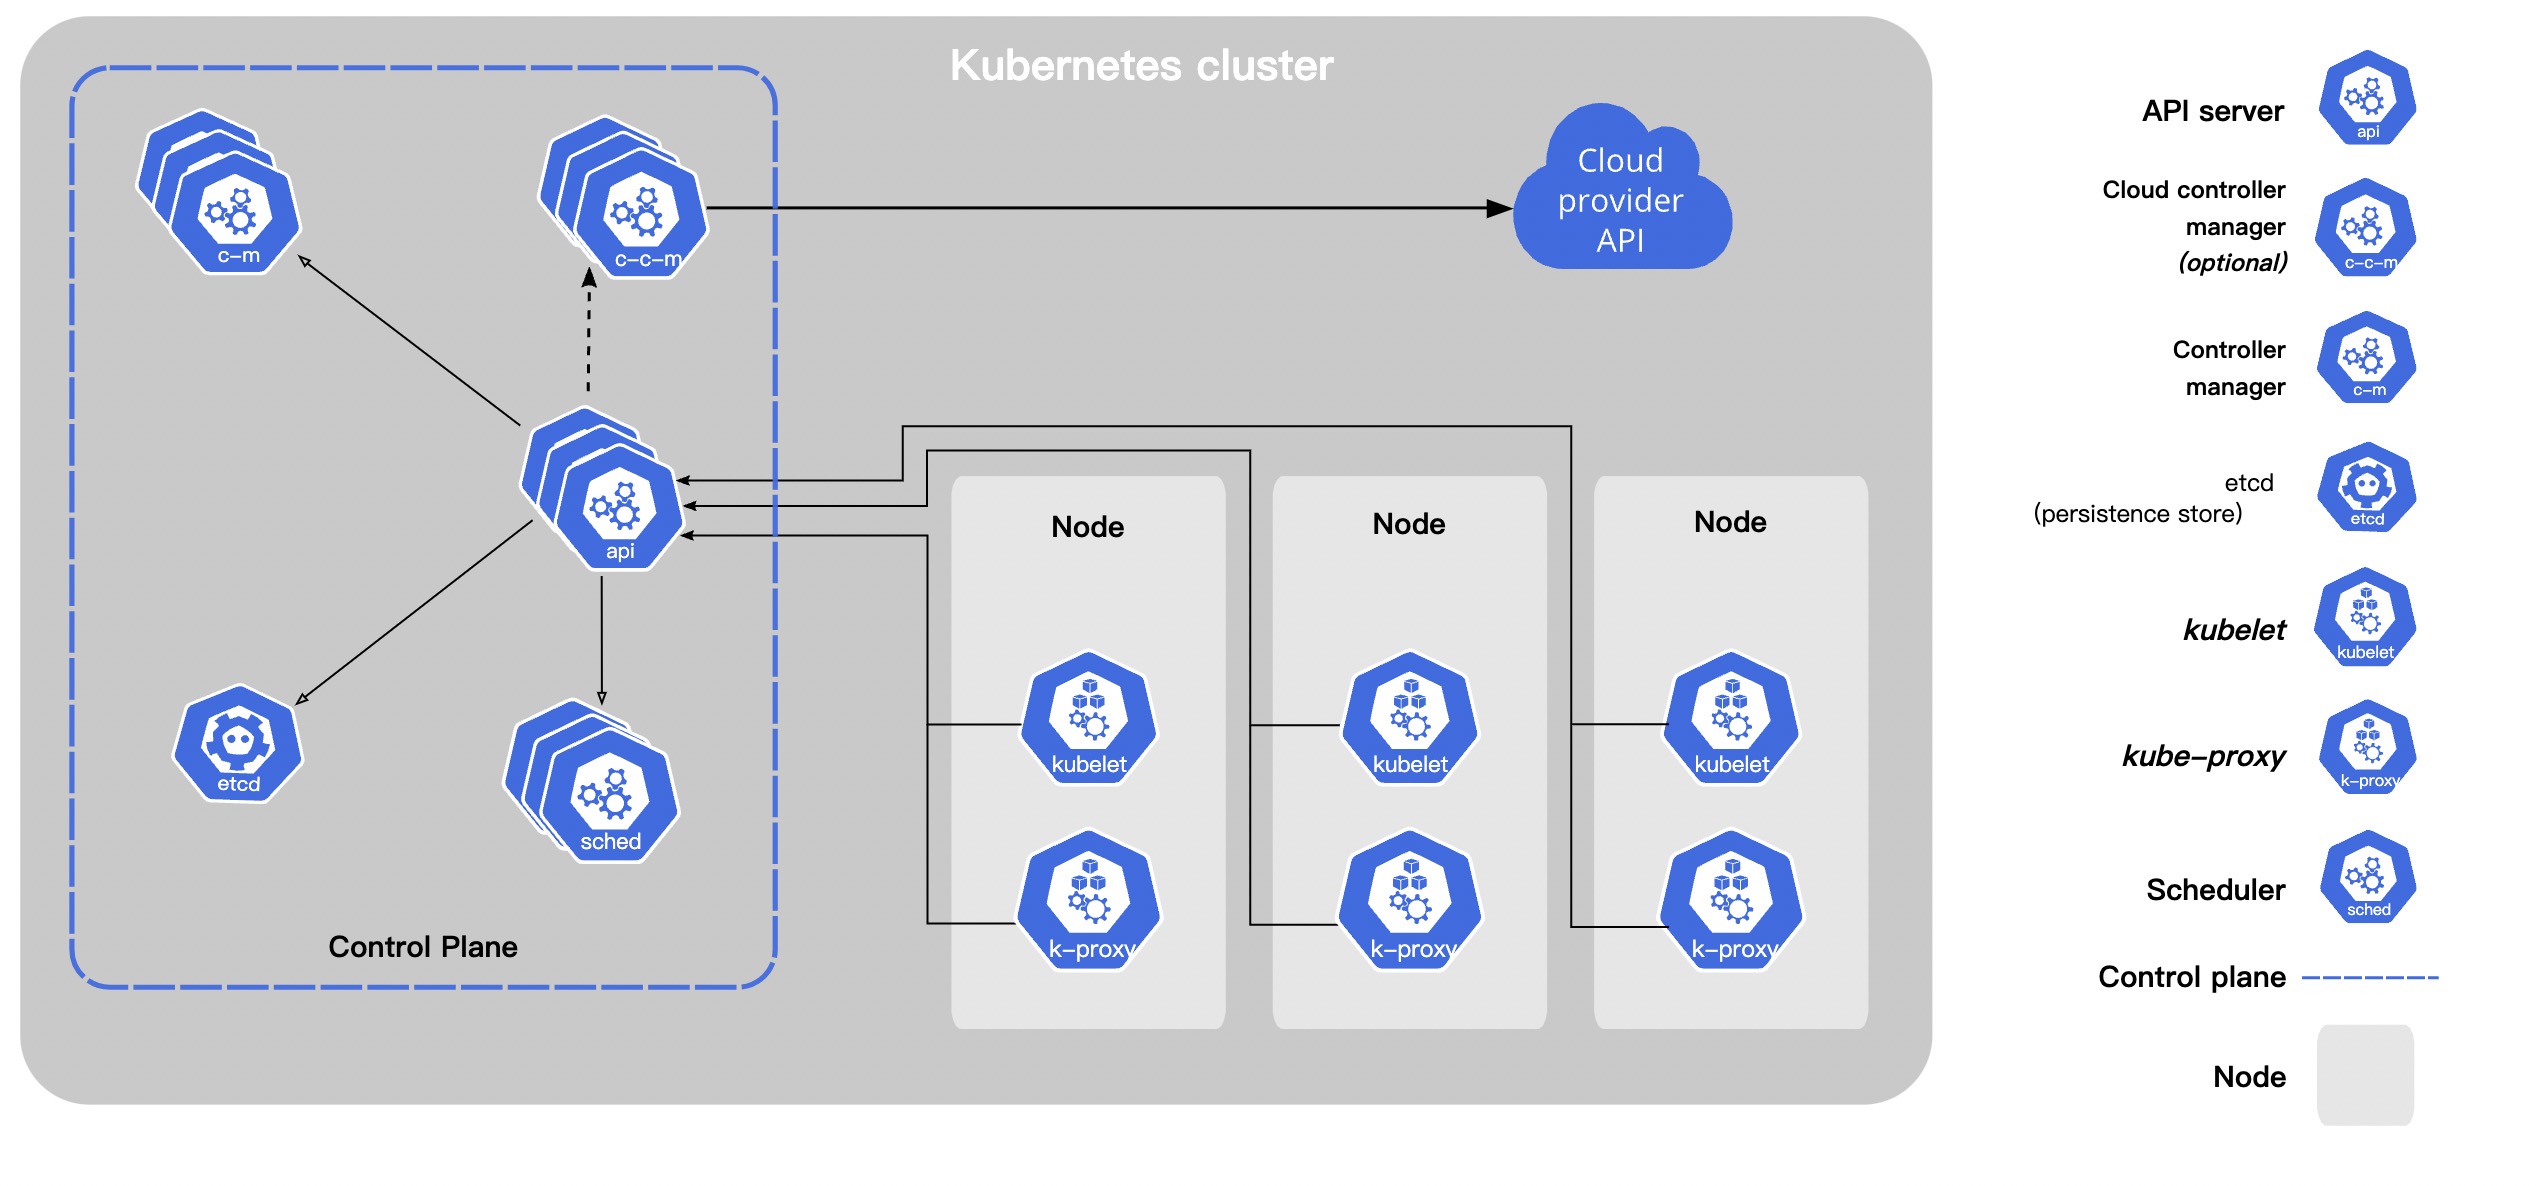 Kubernetes cluster
c-m
c-c-m
Cloud
provider
API
api
etcd
sched
Control Plane
Node
kubelet
k-proxy
Node
kubelet
k-proxy
Node
kubelet
k-proxy
API server
api
Cloud controller
manager
(optional)
c-c-m
Controller
manager
c-m
etcd
(persistence store)
etcd
kubelet
kubelet
kube-proxy
k-proxy
Scheduler
sched
Control plane
Node